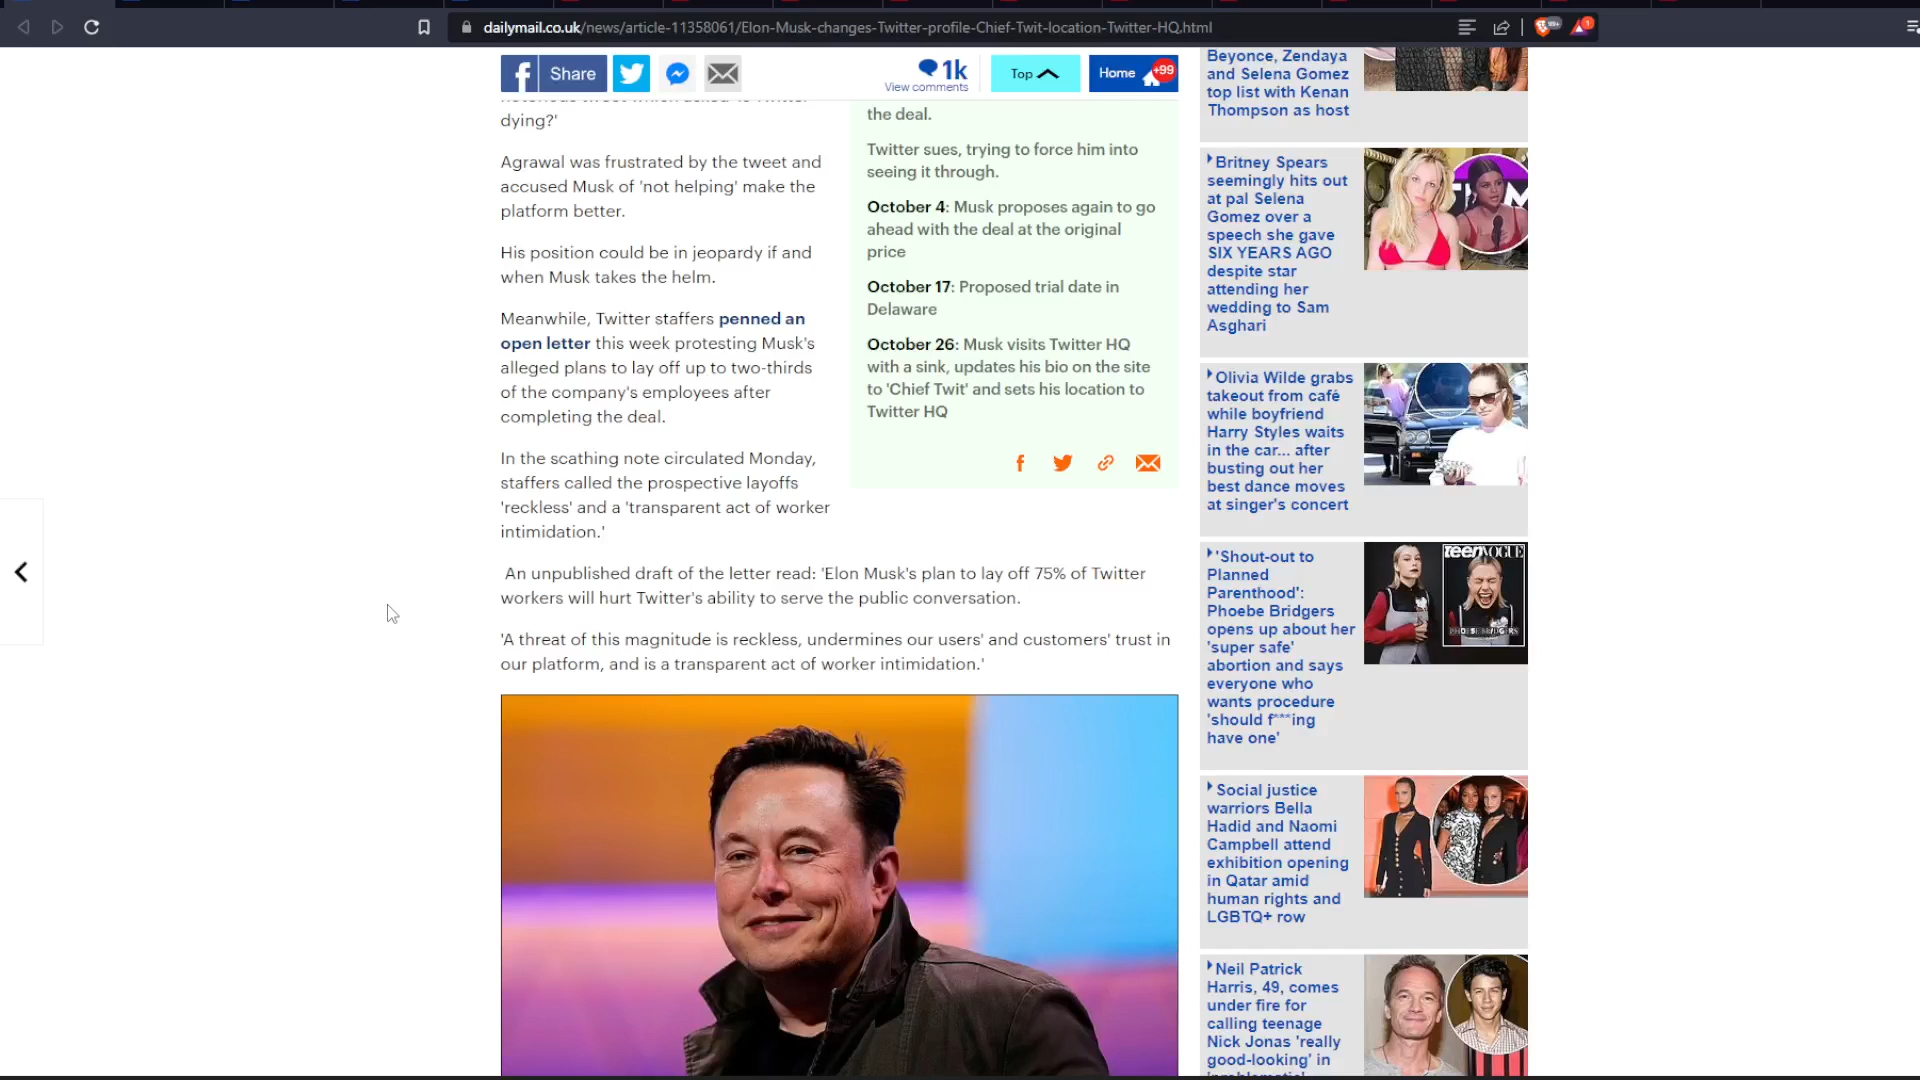 dailymail.co.uk/news/article-11358061/Elon-Musk-changes-Twitter-profile-Chief-Twit-location-Twitter-HQ.html
Share
1k
View comments
Top
Home
+99
dying?'
Agrawal was frustrated by the tweet and
accused Musk of 'not helping' make the
platform better.
His position could be in jeopardy if and
when Musk takes the helm.
Meanwhile, Twitter staffers penned an
open letter this week protesting Musk's
alleged plans to lay off up to two-thirds
of the company's employees after
completing the deal.
In the scathing note circulated Monday,
staffers called the prospective layoffs
'reckless' and a 'transparent act of worker
intimidation.'
An unpublished draft of the letter read: 'Elon Musk's plan to lay off 75% of Twitter
workers will hurt Twitter's ability to serve the public conversation.
'A threat of this magnitude is reckless, undermines our users' and customers' trust in
our platform, and is a transparent act of worker intimidation.'
the deal.
Twitter sues, trying to force him into
seeing it through.
October 4: Musk proposes again to go
ahead with the deal at the original
price
October 17: Proposed trial date in
Delaware
October 26: Musk visits Twitter HQ
with a sink, updates his bio on the site
to 'Chief Twit' and sets his location to
Twitter HQ
Beyonce, Zendaya
and Selena Gomez
top list with Kenan
Thompson as host
Britney Spears
seemingly hits out
at pal Selena
Gomez over a
speech she gave
SIX YEARS AGO
despite star
attending her
wedding to Sam
Asghari
Olivia Wilde grabs
takeout from café
while boyfriend
Harry Styles waits
in the car... after
busting out her
best dance moves
at singer's concert
'Shout-out to
Planned
Parenthood':
Phoebe Bridgers
opens up about her
'super safe'
abortion and says
everyone who
wants procedure
'should f***ing
have one'
teenVOGUE
PHOEBE BRIDGERS
Social justice
warriors Bella
Hadid and Naomi
Campbell attend
exhibition opening
in Qatar amid
human rights and
LGBTQ+ row
Neil Patrick
Harris, 49, comes
under fire for
calling teenage
Nick Jonas 'really
good-looking' in